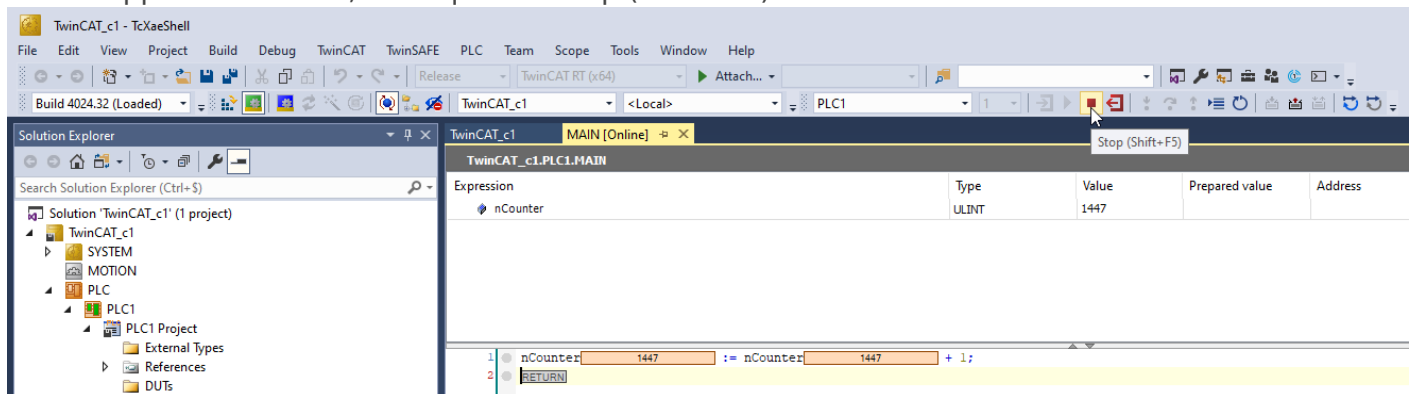 TwinCAT_c1 - TcXaeShell
File Edit View Project Build Debug TwinCAT TwinSAFE PLC Team Scope Tools Window Help
Release TwinCAT RT (x64) Attach...
Build 4024.32 (Loaded) TwinCAT_c1 <Local> PLC1 1
Solution Explorer
TwinCAT_c1 MAIN [Online]
Stop (Shift+F5)
TwinCAT_c1.PLC1.MAIN
Search Solution Explorer (Ctrl+$)
Expression Type Value Prepared value Address
nCounter ULINT 1447
Solution 'TwinCAT_c1' (1 project)
TwinCAT_c1
SYSTEM
MOTION
PLC
PLC1
PLC1 Project
External Types
References
DUTs
1 nCounter 1447 := nCounter 1447 + 1;
2 RETURN